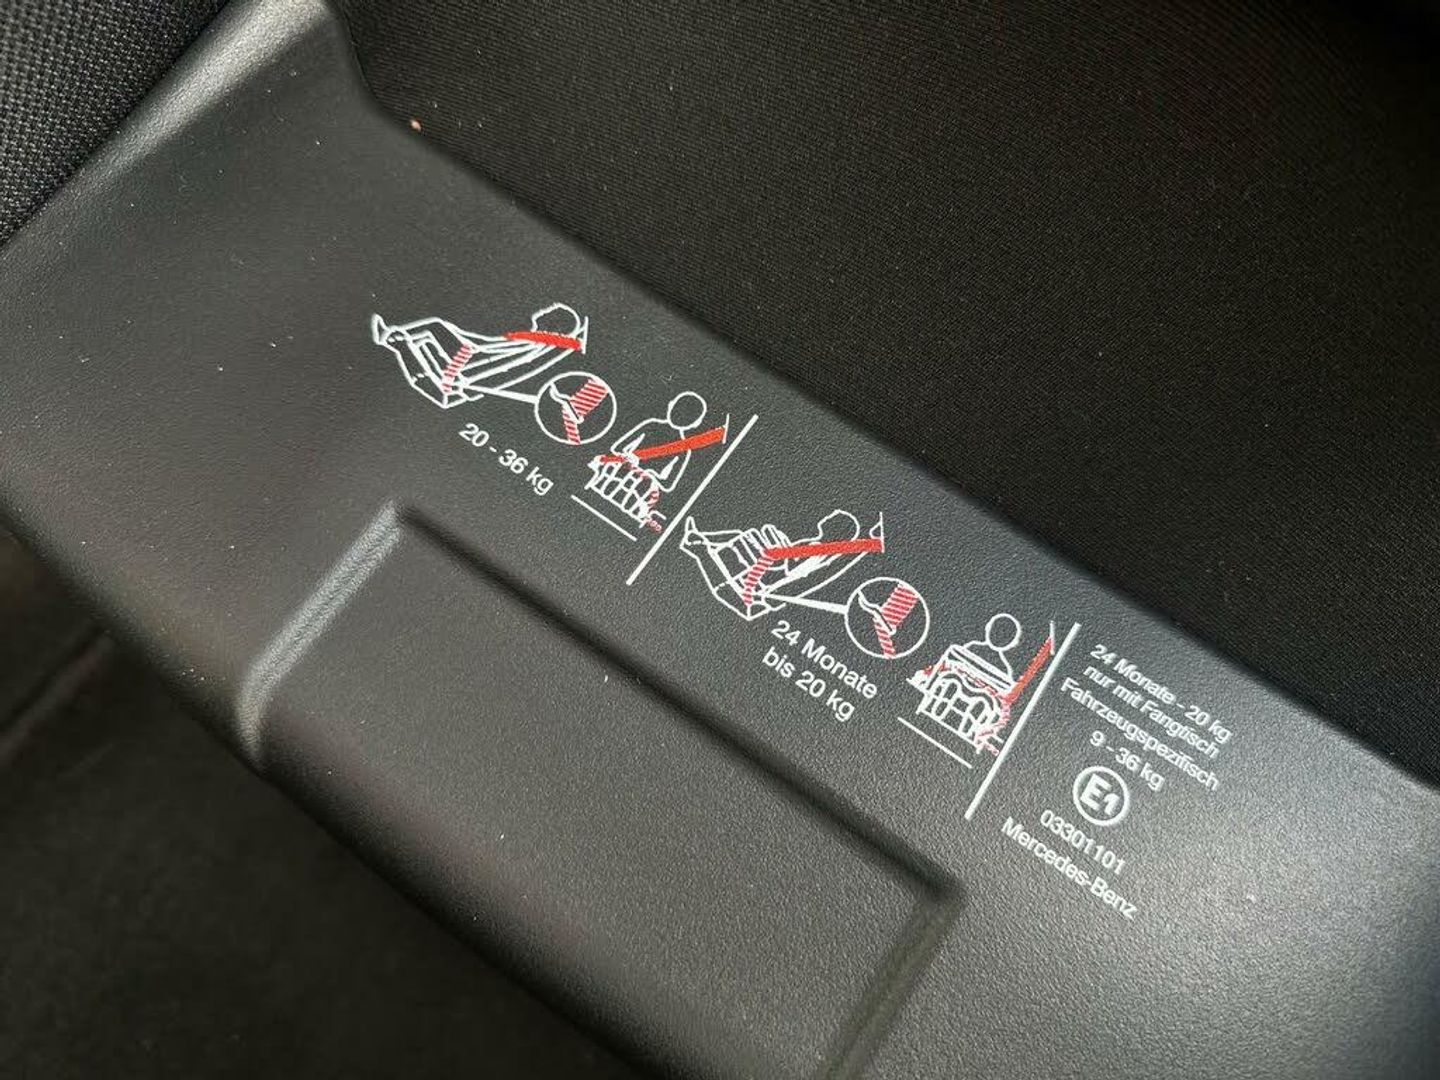 20 - 36 kg
24 Monate
bis 20 kg
24 Monate - 20 kg
nur mit Fangtisch
Fahrzeugspezifisch
9 - 36 kg
E1
03301101
Mercedes-Benz